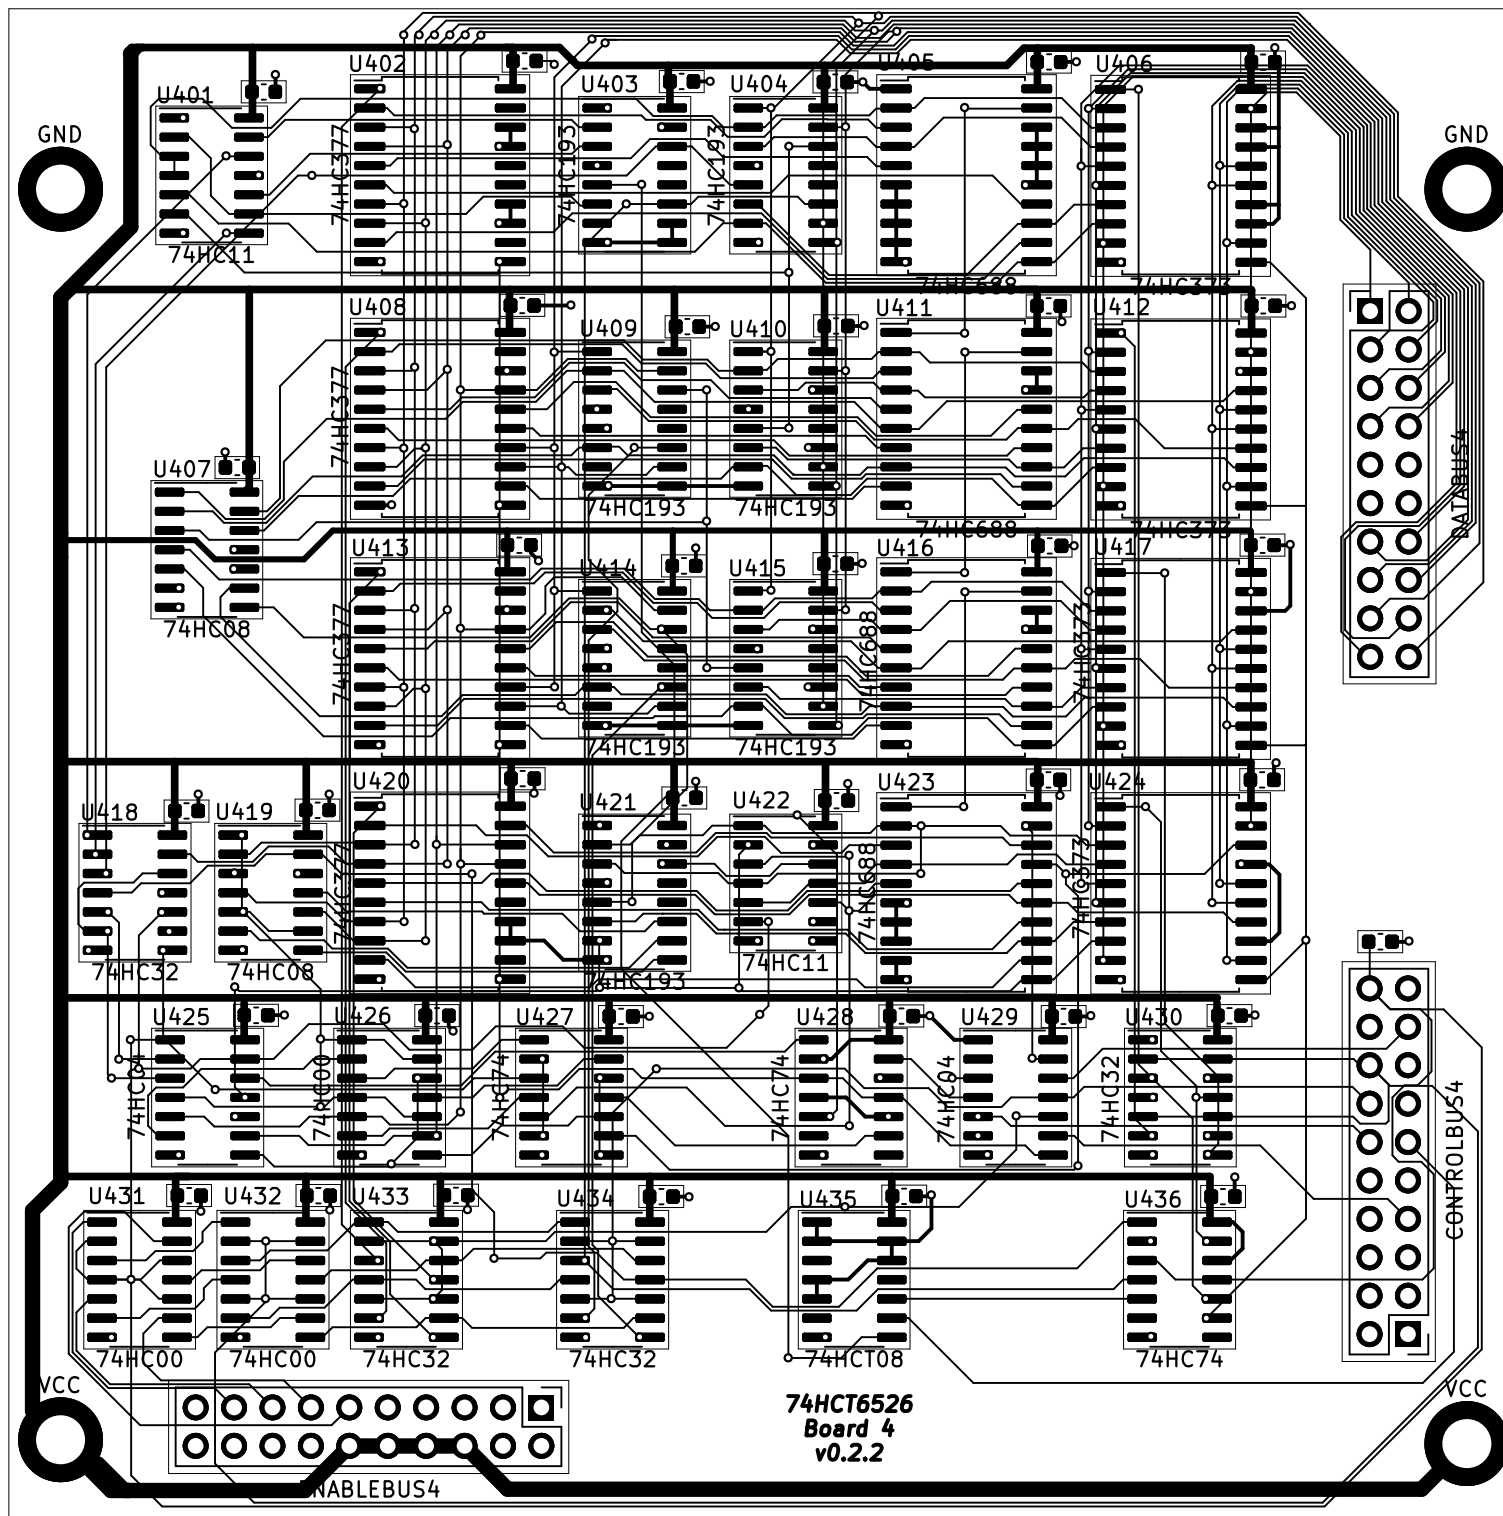 U402
U403
U404
U405
U406
U401
GND
GND
74HC377
74HC193
74HC193
74HC11
74HC688
74HC373
U408
U409
U410
U411
U412
74HC377
U407
DATABUS4
74HC193
74HC193
74HC688
74HC373
U413
U414
U415
U416
U417
74HC08
74HC377
74HC688
74HC373
74HC193
74HC193
U418
U419
U420
U421
U422
U423
U424
74HC377
74HC688
74HC373
74HC32
74HC08
74HC193
74HC11
U425
U426
U427
U428
U429
U430
74HC04
74HC00
74HC74
74HC74
74HC04
74HC32
CONTROLBUS4
U431
U432
U433
U434
U435
U436
74HC00
74HC00
74HC32
74HC32
74HCT08
74HC74
VCC
VCC
74HCT6526
Board 4
v0.2.2
ENABLEBUS4